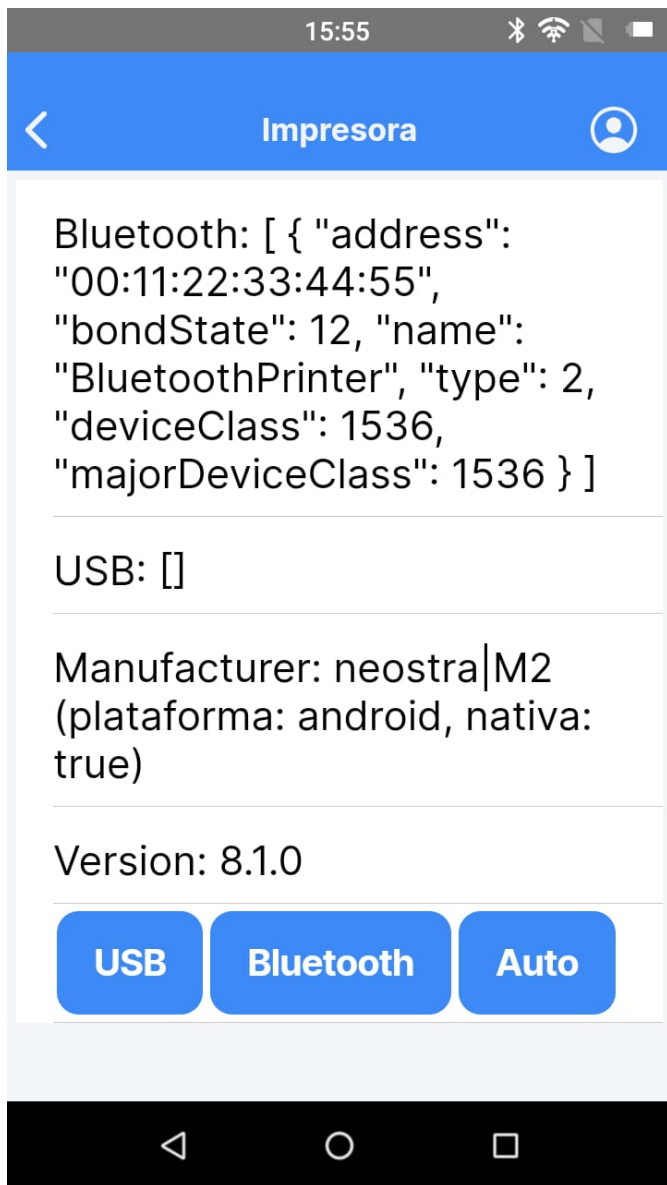 15:55
Impresora
Bluetooth: [ { "address":
"00:11:22:33:44:55",
"bondState": 12, "name":
"BluetoothPrinter", "type": 2,
"deviceClass": 1536,
"majorDeviceClass": 1536 } ]
USB: []
Manufacturer: neostra|M2
(plataforma: android, nativa:
true)
Version: 8.1.0
USB Bluetooth Auto